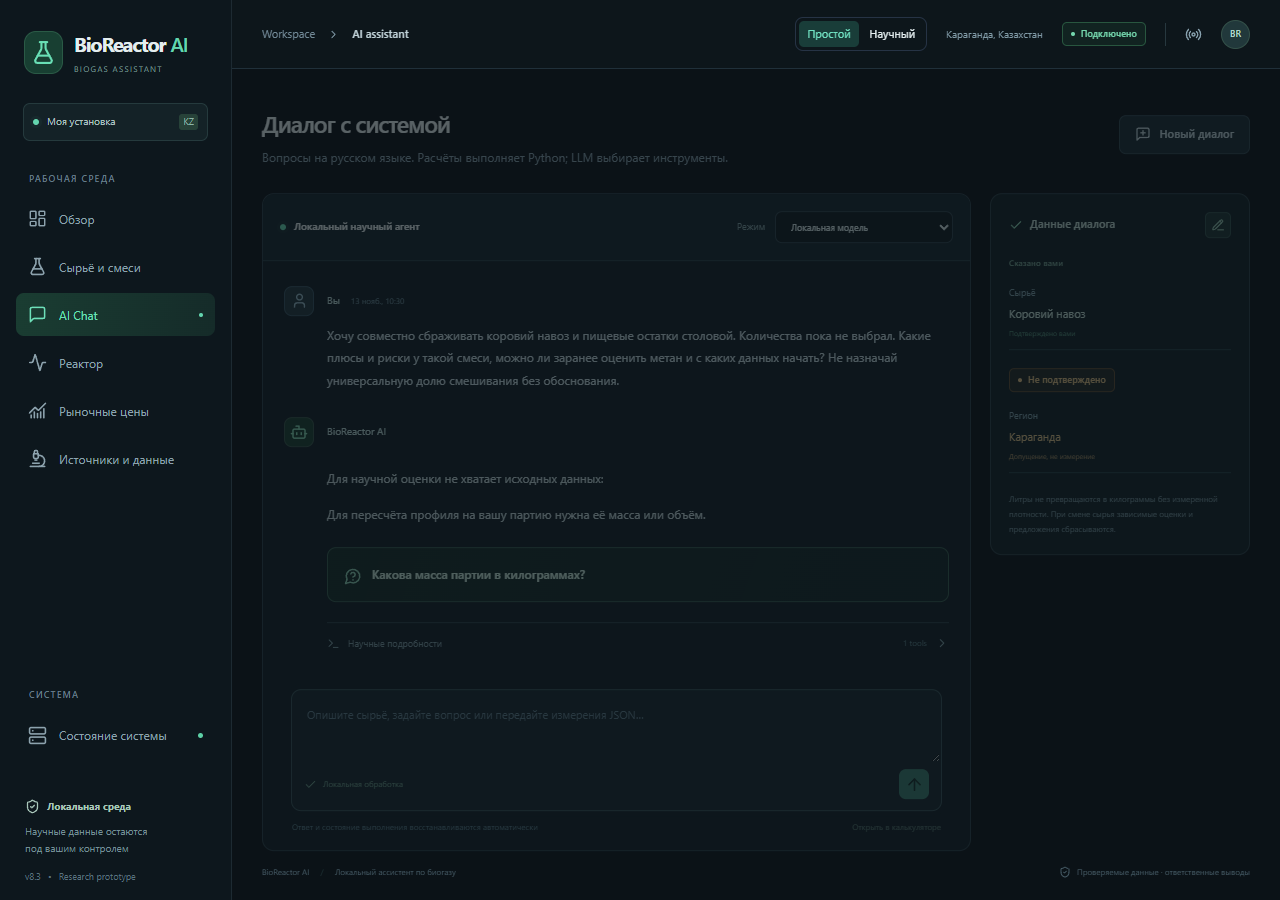 BioReactor AI
BIOGAS ASSISTANT
Моя установка
KZ
РАБОЧАЯ СРЕДА
Обзор
Сырьё и смеси
AI Chat
Реактор
Рыночные цены
Источники и данные
СИСТЕМА
Состояние системы
Локальная среда
Научные данные остаются
под вашим контролем
v8.3 • Research prototype
Workspace > AI assistant
Простой Научный
Караганда, Казахстан
Подключено
BR
Диалог с системой
Вопросы на русском языке. Расчёты выполняет Python; LLM выбирает инструменты.
Новый диалог
Локальный научный агент
Режим
Локальная модель
Вы 13 нояб., 10:30
Хочу совместно сбраживать коровий навоз и пищевые остатки столовой. Количества пока не выбрал. Какие
плюсы и риски у такой смеси, можно ли заранее оценить метан и с каких данных начать? Не назначай
универсальную долю смешивания без обоснования.
BioReactor AI
Для научной оценки не хватает исходных данных:
Для пересчёта профиля на вашу партию нужна её масса или объём.
Какова масса партии в килограммах?
Научные подробности
1 tools
Опишите сырьё, задайте вопрос или передайте измерения JSON...
Локальная обработка
Ответ и состояние выполнения восстанавливаются автоматически
Открыть в калькуляторе
Данные диалога
Сказано вами
Сырьё
Коровий навоз
Подтверждено вами
Не подтверждено
Регион
Караганда
Допущение, не измерение
Литры не превращаются в килограммы без измеренной
плотности. При смене сырья зависимые оценки и
предложения сбрасываются.
BioReactor AI / Локальный ассистент по биогазу
Проверяемые данные · ответственные выводы